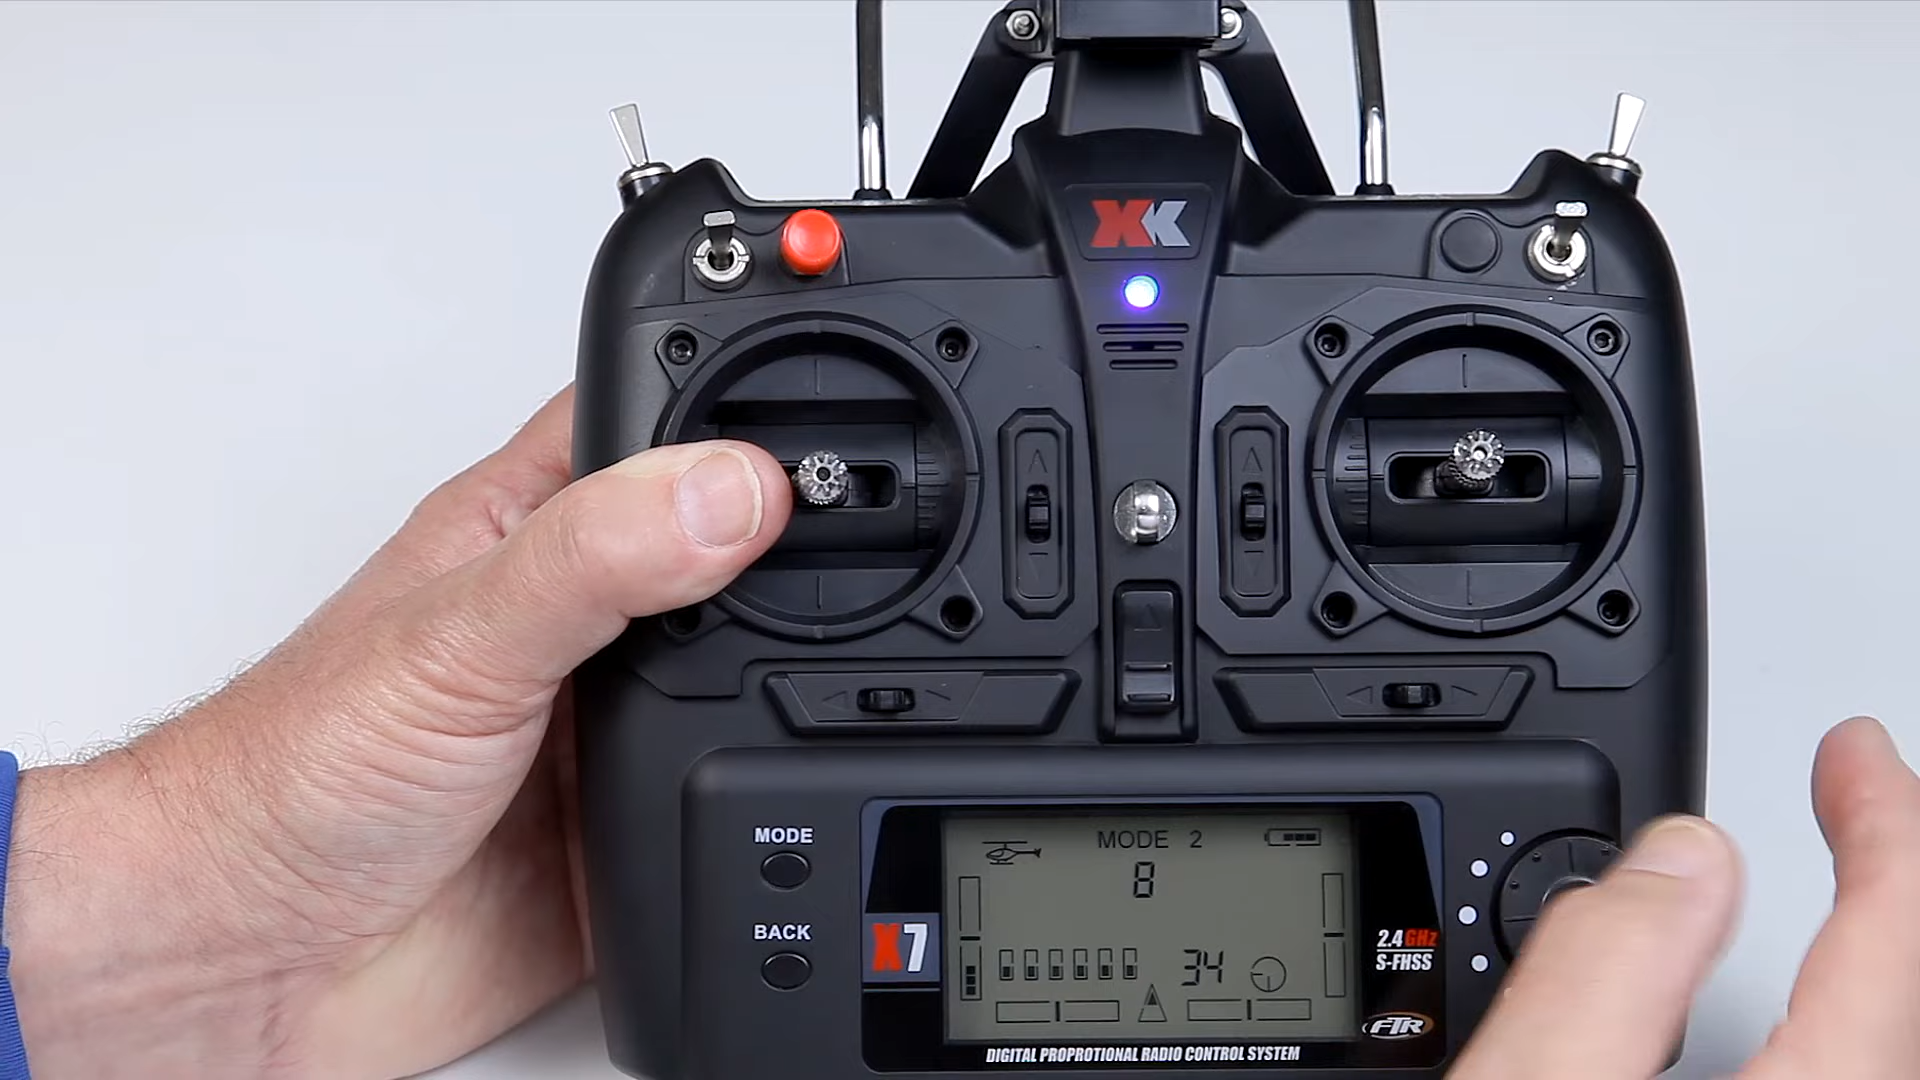 XK
MODE
BACK
MODE 2
8
34
X7
2.4GHz
S-FHSS
FTR
DIGITAL PROPROTIONAL RADIO CONTROL SYSTEM